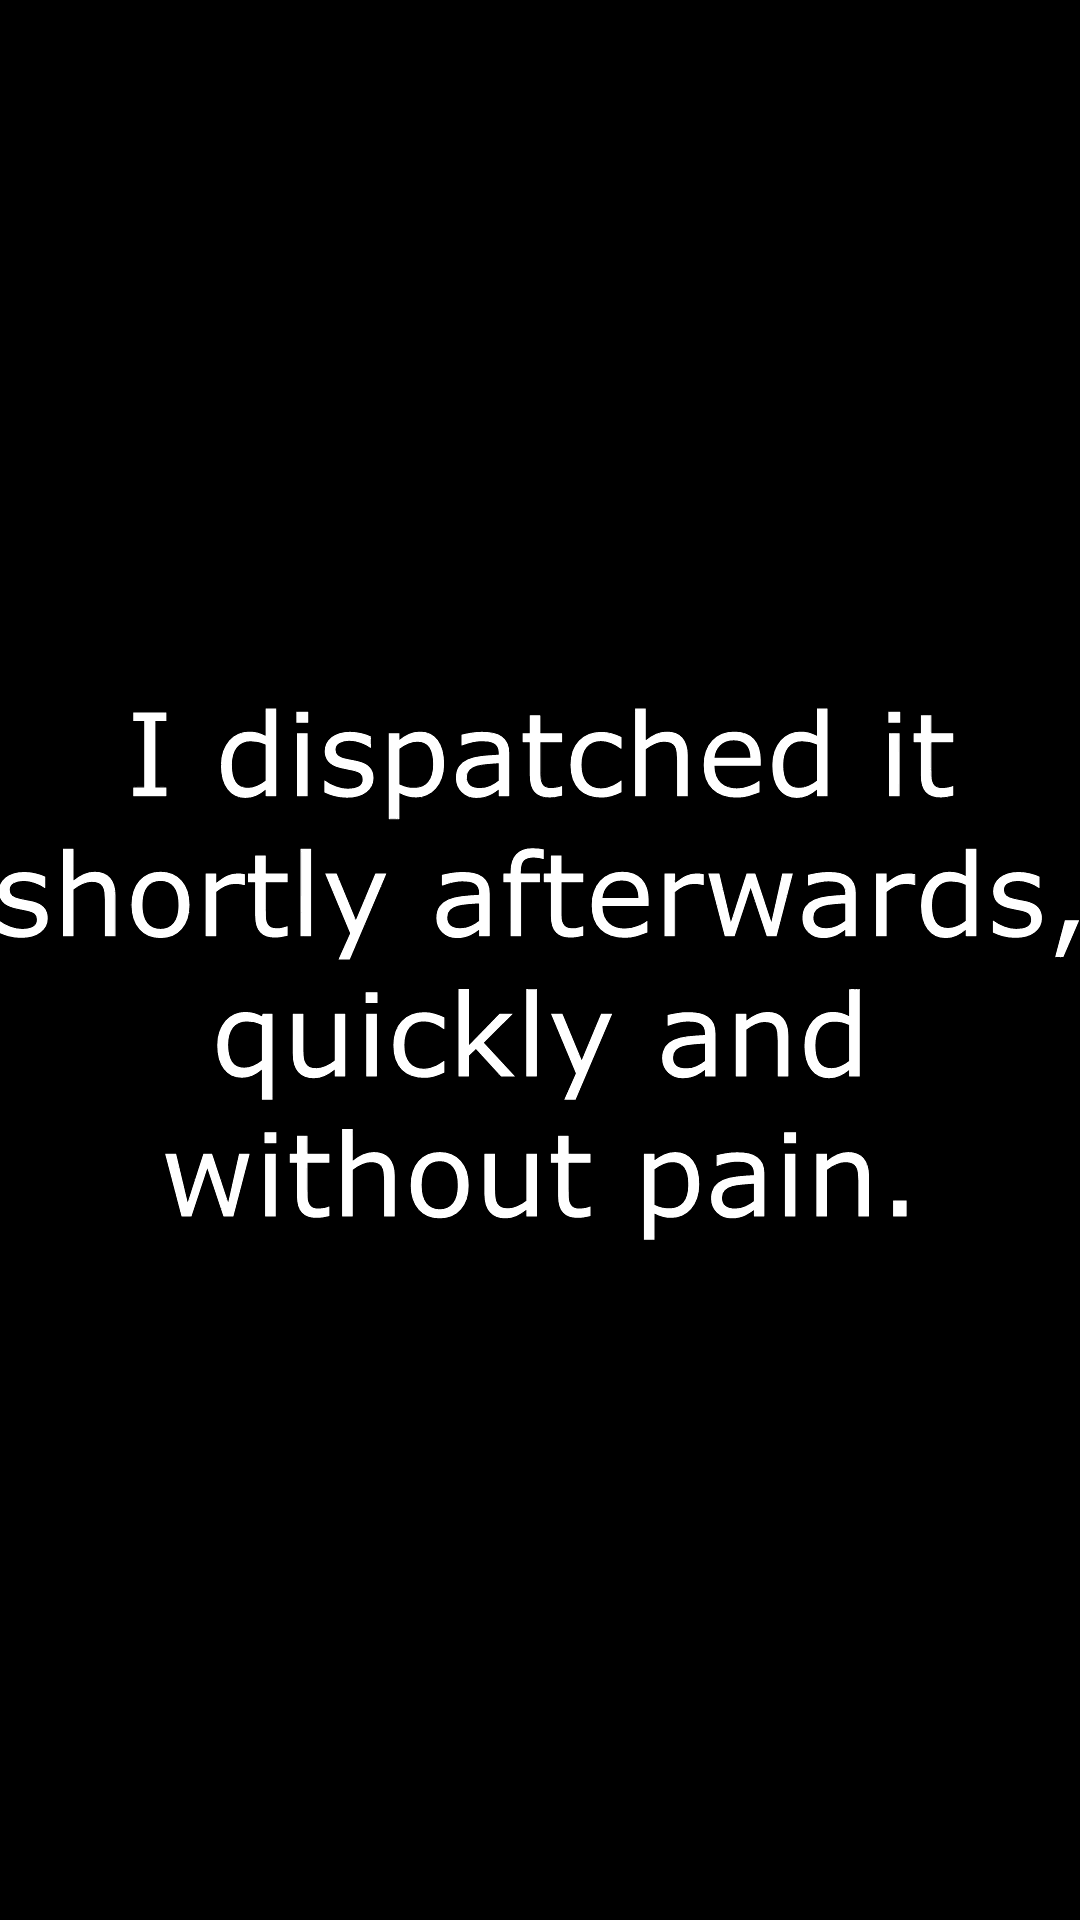 I dispatched it
shortly afterwards,
quickly and
without pain.